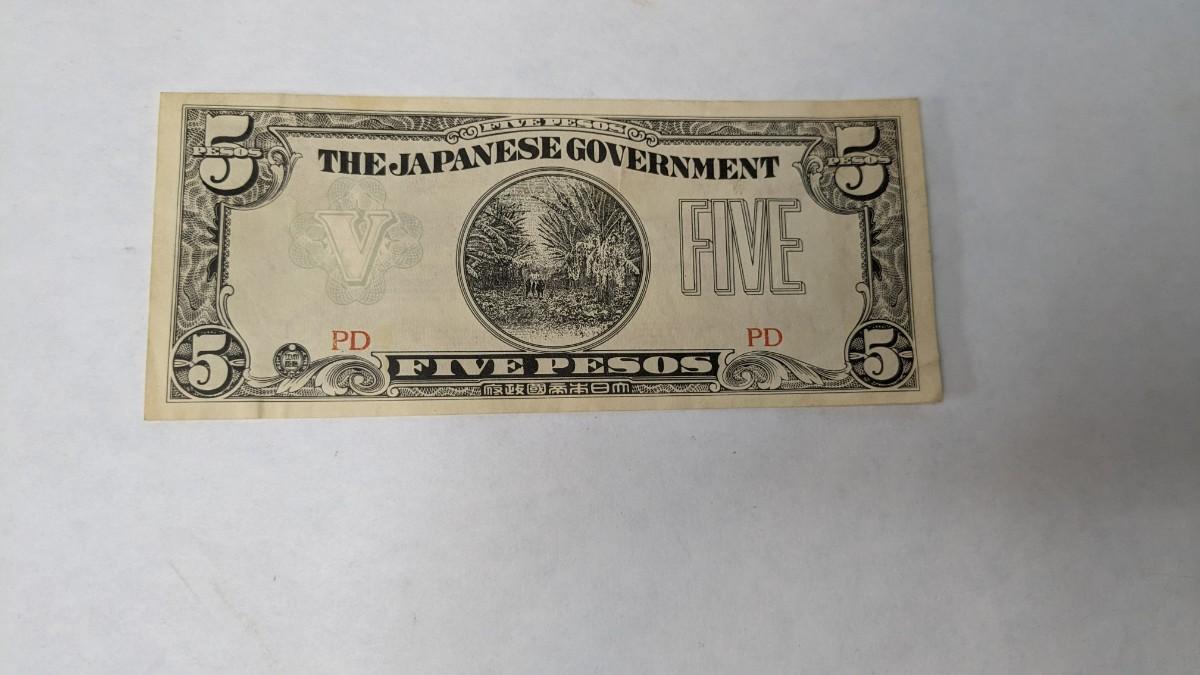 FIVE PESOS
5 PESOS
5 PESOS
THE JAPANESE GOVERNMENT
V
FIVE
PD
PD
5
5
FIVE PESOS
府政國帝本日大